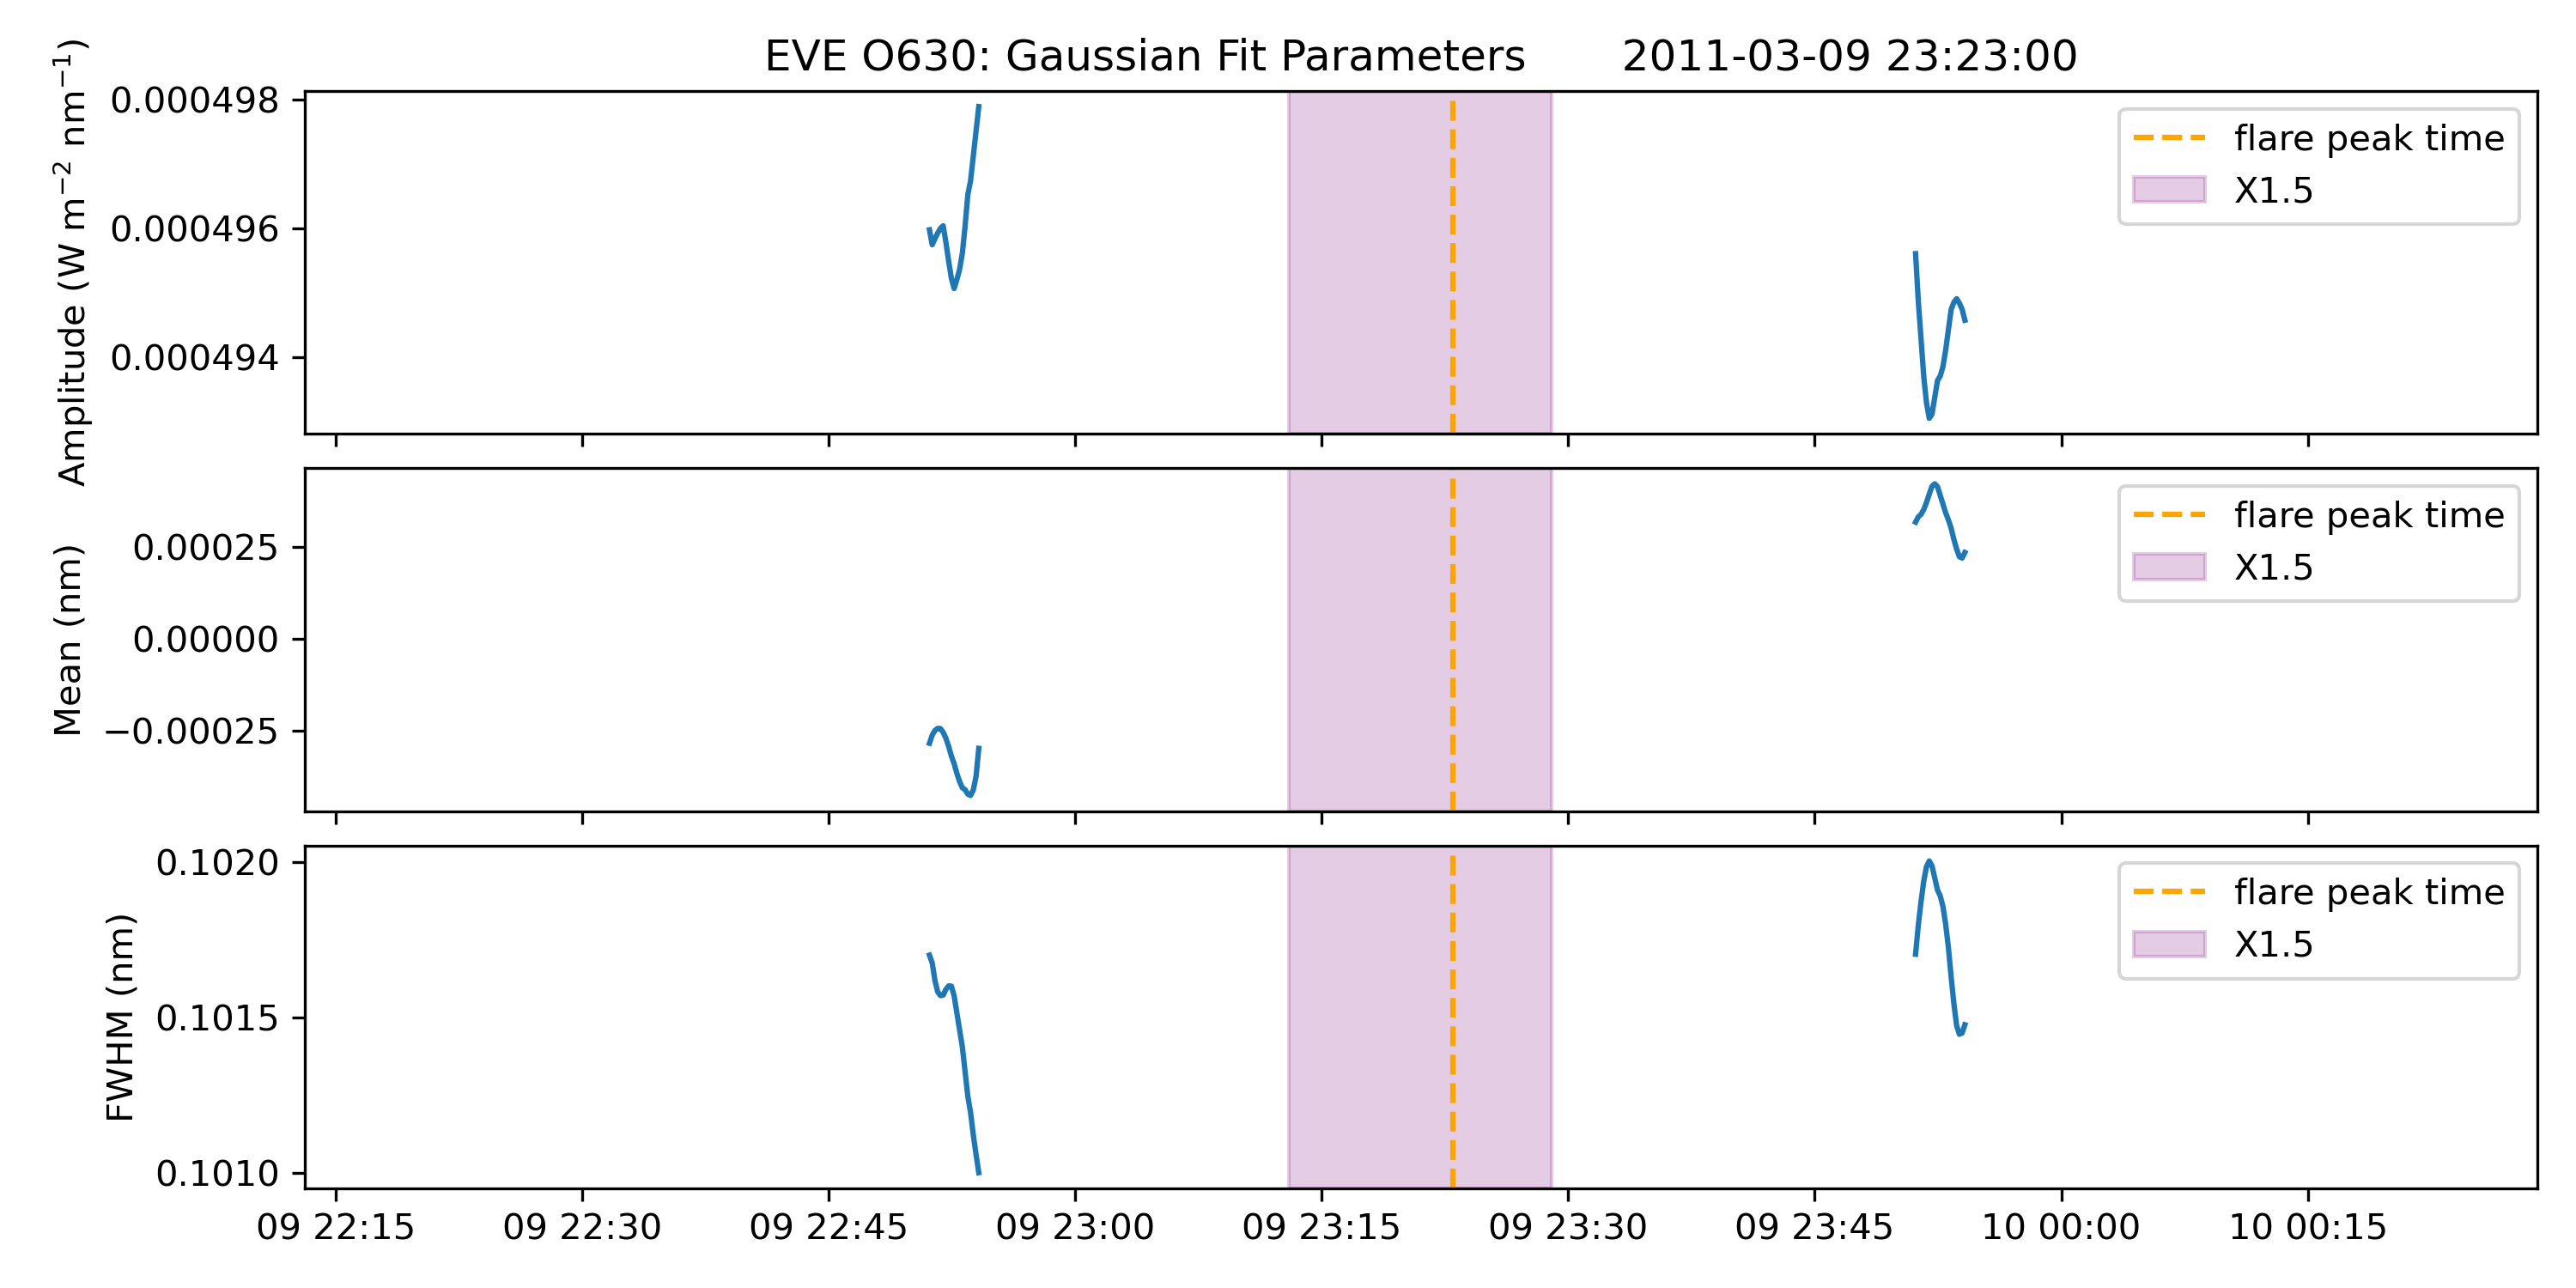 EVE O630: Gaussian Fit Parameters 2011-03-09 23:23:00
Amplitude (W m⁻² nm⁻¹)
0.000498
0.000496
0.000494
flare peak time
X1.5
Mean (nm)
0.00025
0.00000
−0.00025
flare peak time
X1.5
FWHM (nm)
0.1020
0.1015
0.1010
flare peak time
X1.5
09 22:15 09 22:30 09 22:45 09 23:00 09 23:15 09 23:30 09 23:45 10 00:00 10 00:15